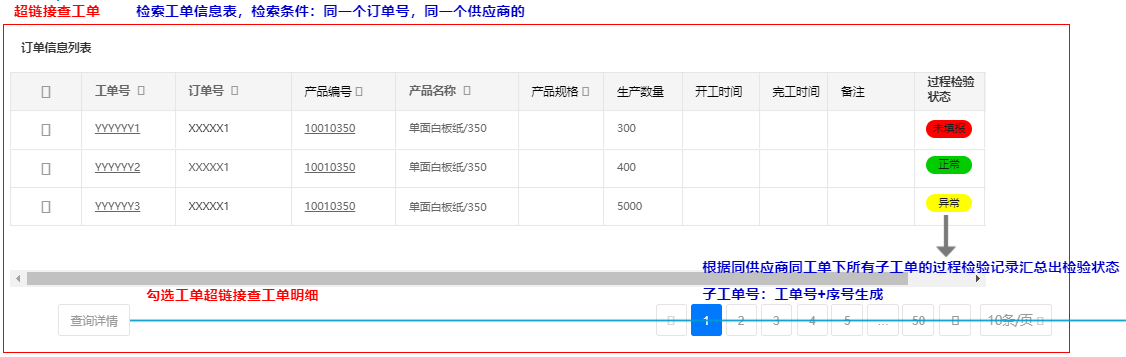 超链接查工单 检索工单信息表，检索条件：同一个订单号，同一个供应商的
订单信息列表
工单号 订单号 产品编号 产品名称 产品规格 生产数量 开工时间 完工时间 备注 过程检验状态
YYYYYY1 XXXXX1 10010350 单面白板纸/350 300 未填报
YYYYYY2 XXXXX1 10010350 单面白板纸/350 400 正常
YYYYYY3 XXXXX1 10010350 单面白板纸/350 5000 异常
根据同供应商同工单下所有子工单的过程检验记录汇总出检验状态
勾选工单超链接查工单明细 子工单号：工单号+序号生成
查询详情 1 2 3 4 5 ... 50 10条/页